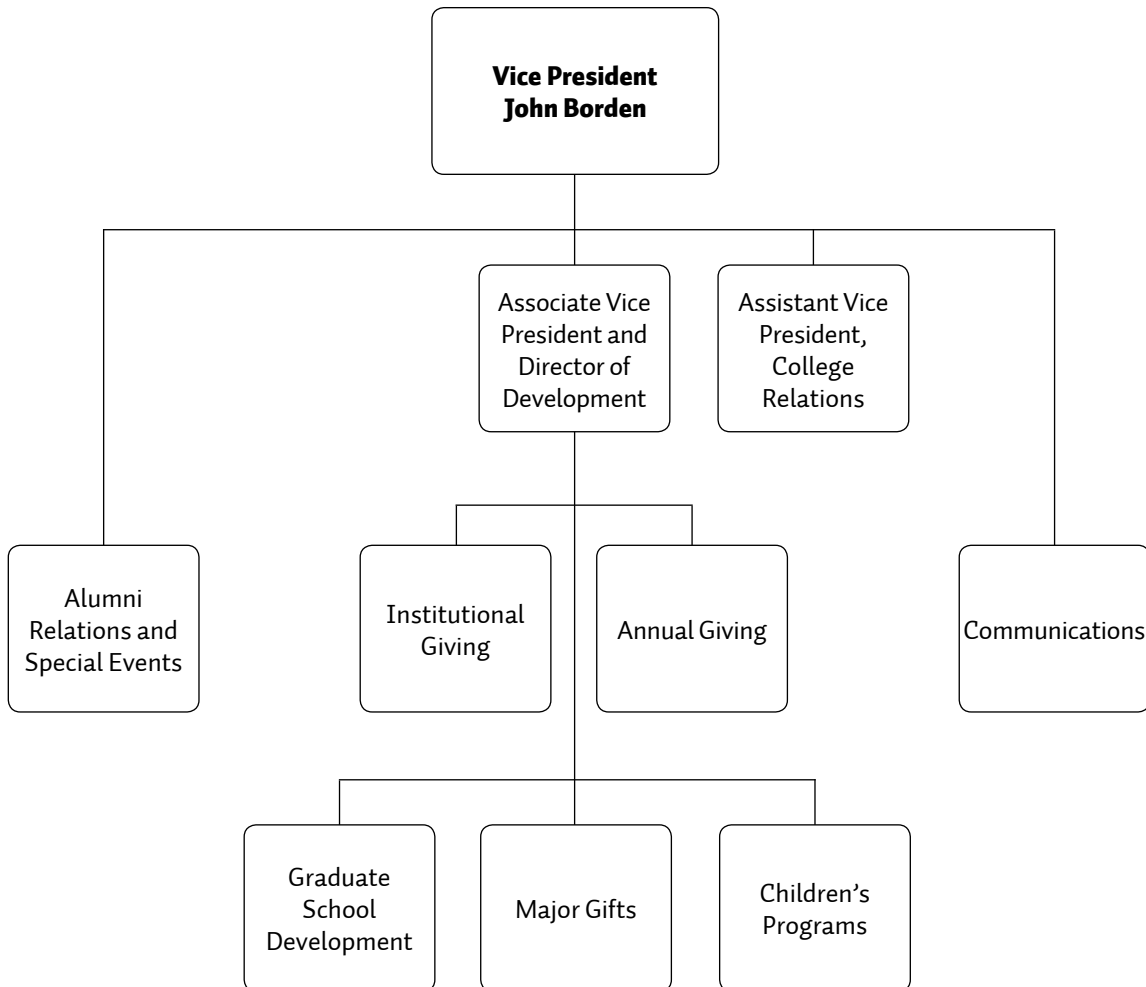 Vice President
John Borden
Associate Vice
President and
Director of
Development
Assistant Vice
President,
College
Relations
Alumni
Relations and
Special Events
Institutional
Giving
Annual Giving
Communications
Graduate
School
Development
Major Gifts
Children’s
Programs